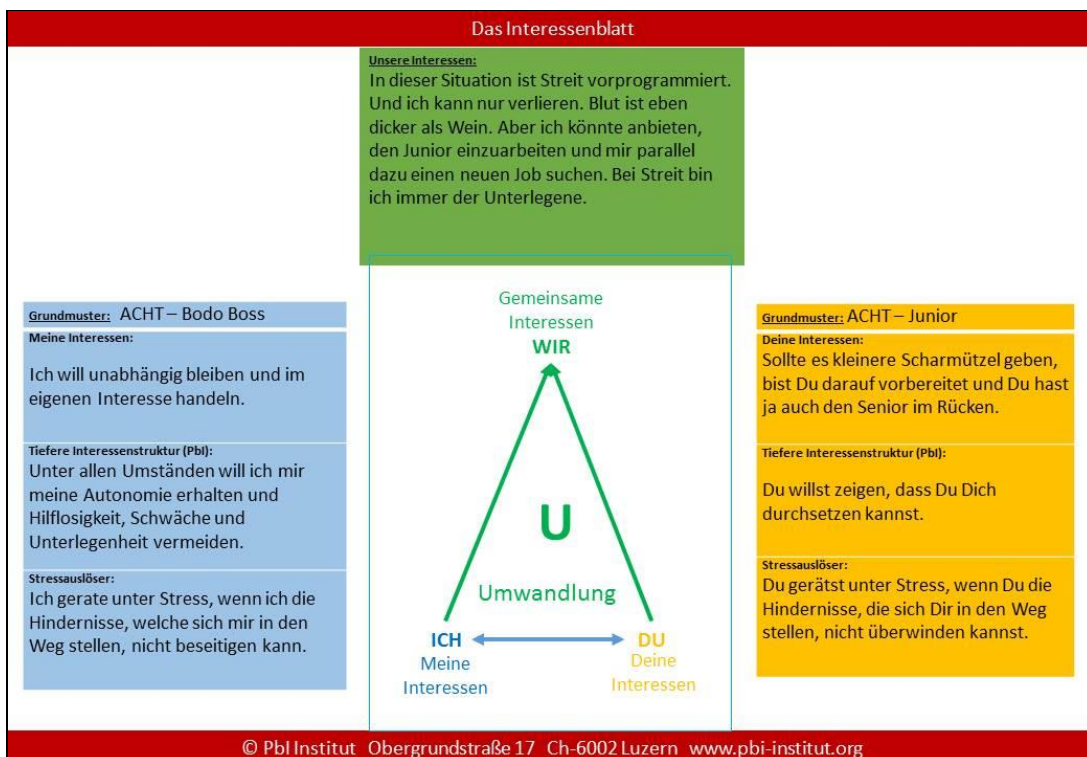 Das Interessenblatt
Unsere Interessen:
In dieser Situation ist Streit vorprogrammiert.
Und ich kann nur verlieren. Blut ist eben
dicker als Wein. Aber ich könnte anbieten,
den Junior einzuarbeiten und mir parallel
dazu einen neuen Job suchen. Bei Streit bin
ich immer der Unterlegene.
Grundmuster: ACHT – Bodo Boss
Meine Interessen:
Ich will unabhängig bleiben und im
eigenen Interesse handeln.
Tiefere Interessenstruktur (PbI):
Unter allen Umständen will ich mir
meine Autonomie erhalten und
Hilflosigkeit, Schwäche und
Unterlegenheit vermeiden.
Stressauslöser:
Ich gerate unter Stress, wenn ich die
Hindernisse, welche sich mir in den
Weg stellen, nicht beseitigen kann.
Gemeinsame
Interessen
WIR
U
Umwandlung
ICH
Meine
Interessen
DU
Deine
Interessen
Grundmuster: ACHT – Junior
Deine Interessen:
Sollte es kleinere Scharmützel geben,
bist Du darauf vorbereitet und Du hast
ja auch den Senior im Rücken.
Tiefere Interessenstruktur (PbI):
Du willst zeigen, dass Du Dich
durchsetzen kannst.
Stressauslöser:
Du gerätst unter Stress, wenn Du die
Hindernisse, die sich Dir in den Weg
stellen, nicht überwinden kannst.
© PbI Institut Obergrundstraße 17 Ch-6002 Luzern www.pbi-institut.org